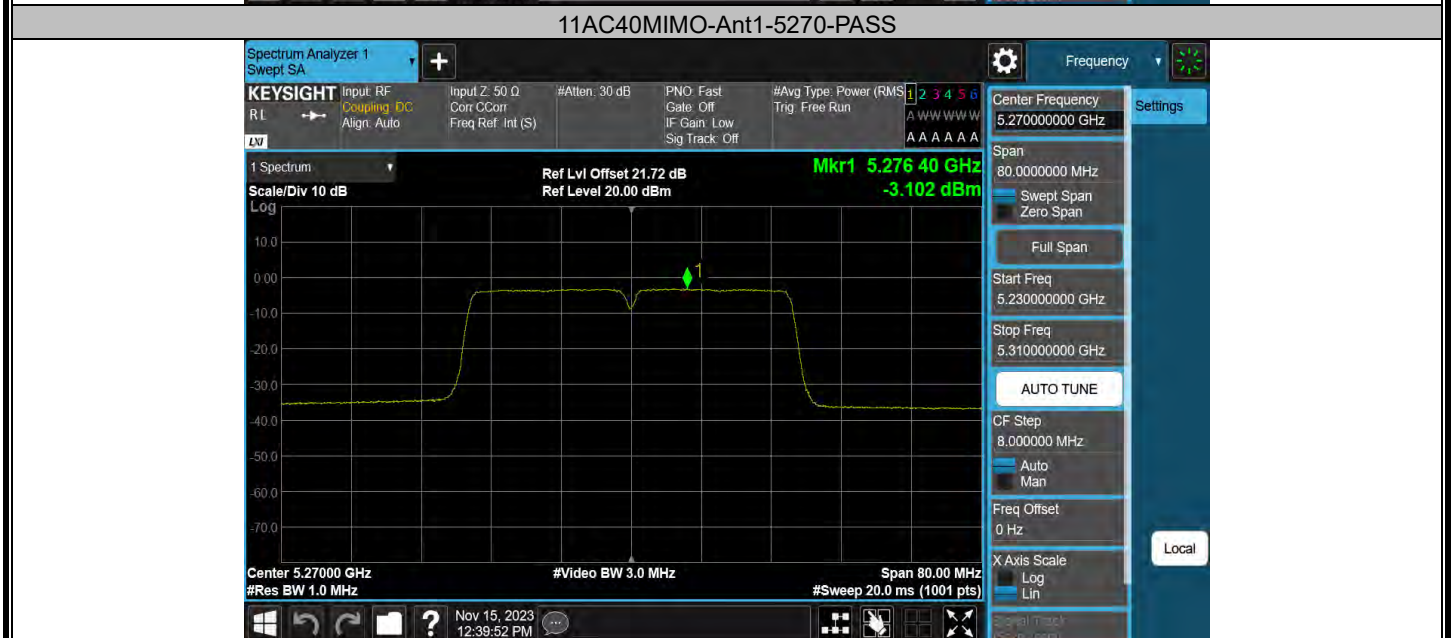 11AC40MIMO-Ant1-5270-PASS
Spectrum Analyzer 1
Swept SA
+
Frequency
KEYSIGHT
RL
LXI
Input: RF
Coupling: DC
Align: Auto
Input Z: 50 Ω
Corr CCorr
Freq Ref: Int (S)
#Atten: 30 dB
PNO: Fast
Gate: Off
IF Gain: Low
Sig Track: Off
#Avg Type: Power (RMS
Trig: Free Run
1 2 3 4 5 6
A W W W W W
A A A A A A
Center Frequency
5.270000000 GHz
Settings
1 Spectrum
Scale/Div 10 dB
Log
Ref Lvl Offset 21.72 dB
Ref Level 20.00 dBm
Mkr1 5.276 40 GHz
-3.102 dBm
Span
80.0000000 MHz
Swept Span
Zero Span
Full Span
Start Freq
5.230000000 GHz
Stop Freq
5.310000000 GHz
AUTO TUNE
CF Step
8.000000 MHz
Auto
Man
Freq Offset
0 Hz
X Axis Scale
Log
Lin
Local
10.0
0.00
-10.0
-20.0
-30.0
-40.0
-50.0
-60.0
-70.0
1
Center 5.27000 GHz
#Res BW 1.0 MHz
#Video BW 3.0 MHz
Span 80.00 MHz
#Sweep 20.0 ms (1001 pts)
?
Nov 15, 2023
12:39:52 PM
Signal Track